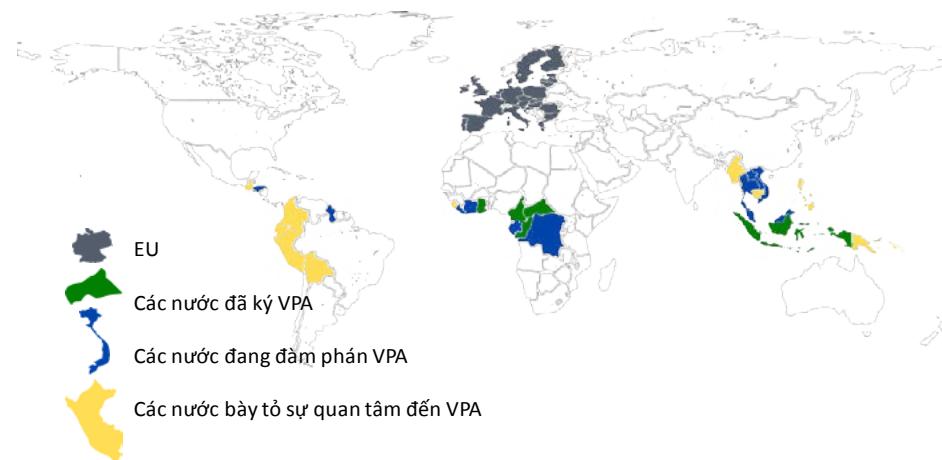 EU
Các nước đã ký VPA
Các nước đang đàm phán VPA
Các nước bày tỏ sự quan tâm đến VPA